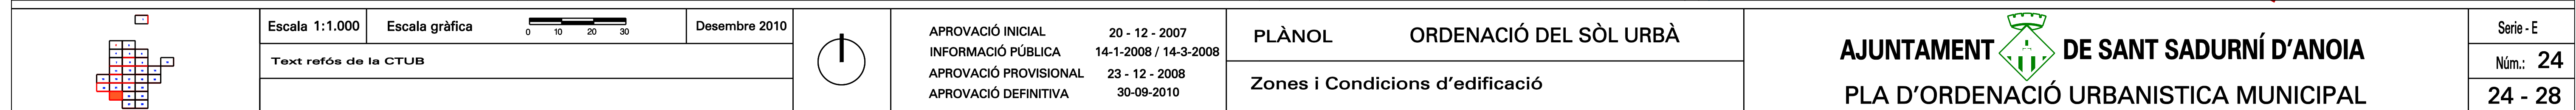 Escala 1:1.000
Escala gràfica
0 10 20 30
Desembre 2010
Text refós de la CTUB
APROVACIÓ INICIAL 20 - 12 - 2007
INFORMACIÓ PÚBLICA 14-1-2008 / 14-3-2008
APROVACIÓ PROVISIONAL 23 - 12 - 2008
APROVACIÓ DEFINITIVA 30-09-2010
PLÀNOL ORDENACIÓ DEL SÒL URBÀ
Zones i Condicions d'edificació
AJUNTAMENT DE SANT SADURNÍ D'ANOIA
PLA D'ORDENACIÓ URBANISTICA MUNICIPAL
Serie - E
Núm.: 24
24 - 28